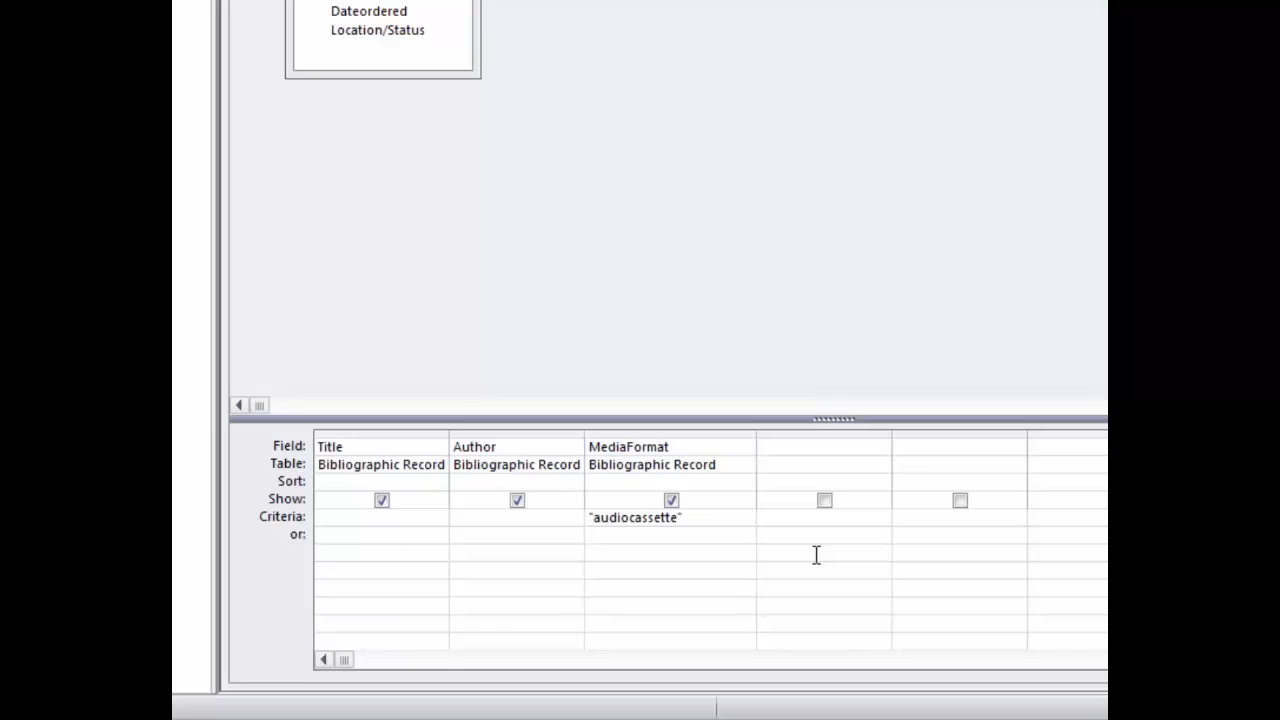 Dateordered
Location/Status
Field: Title Author MediaFormat
Table: Bibliographic Record Bibliographic Record Bibliographic Record
Sort:
Show:
Criteria: "audiocassette"
or: